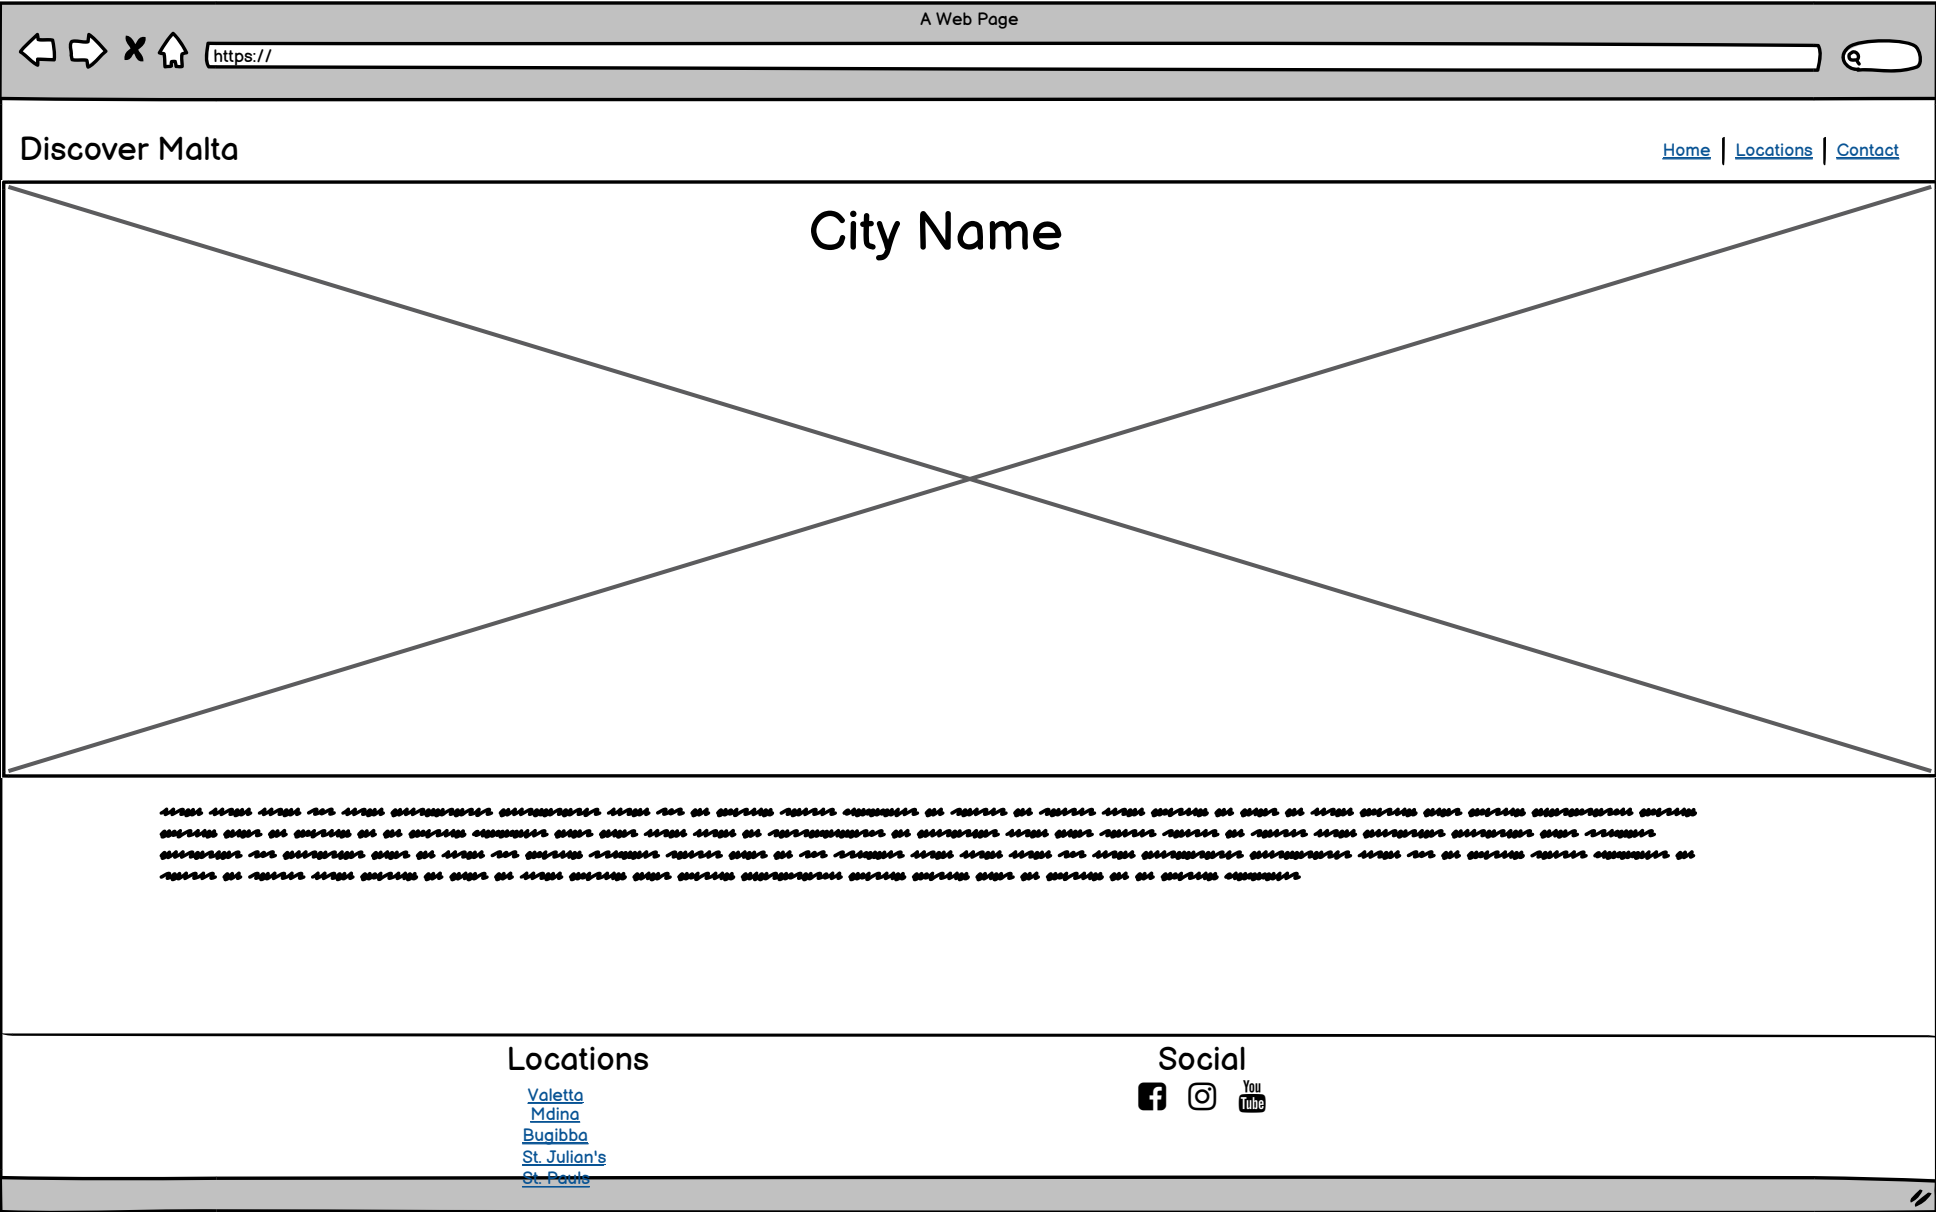 A Web Page
https://
Discover Malta
Home | Locations | Contact
City Name
Locations
Social
You
Tube
Valetta
Mdina
Bugibba
St. Julian's
St. Pauls